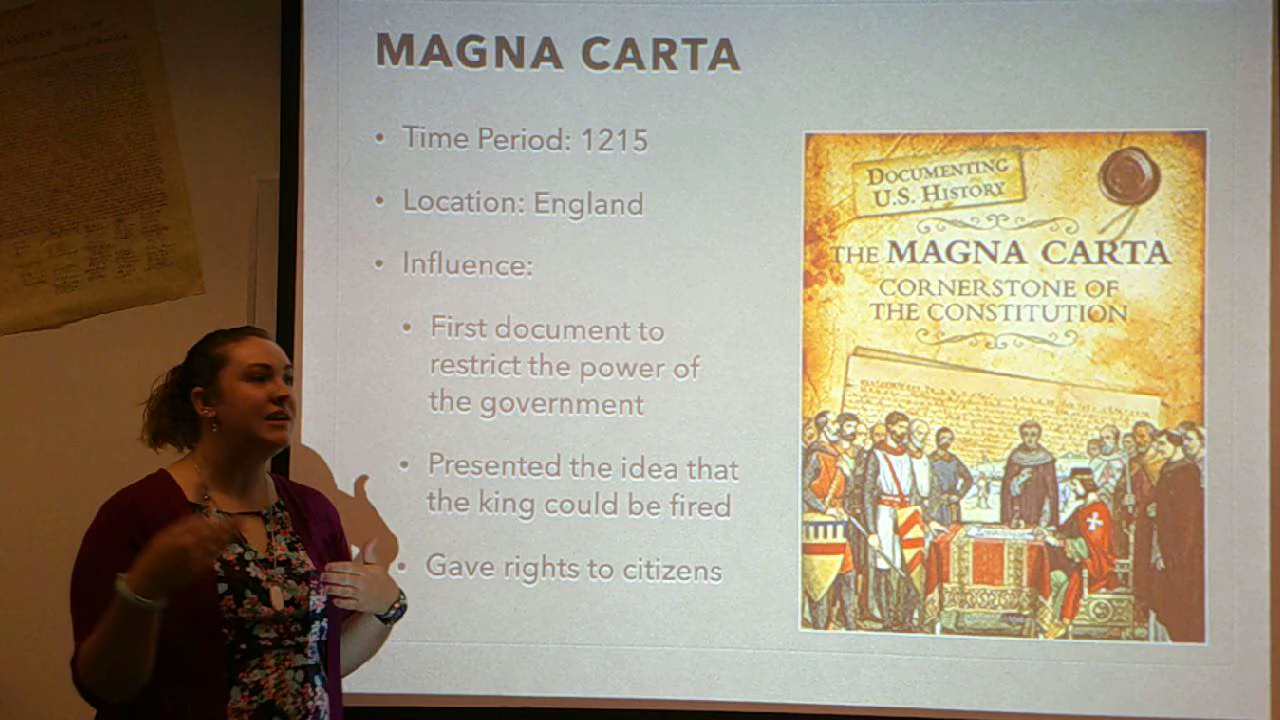 MAGNA CARTA
• Time Period: 1215
• Location: England
• Influence:
• First document to
restrict the power of
the government
• Presented the idea that
the king could be fired
• Gave rights to citizens
DOCUMENTING
U.S. HISTORY
THE MAGNA CARTA
CORNERSTONE OF
THE CONSTITUTION